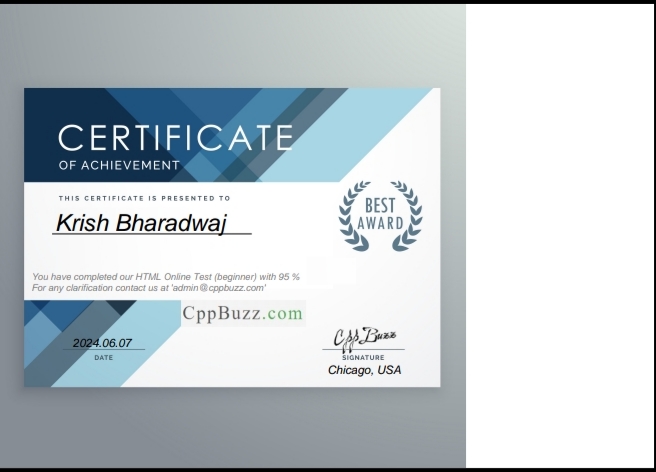 CERTIFICATE
OF ACHIEVEMENT
THIS CERTIFICATE IS PRESENTED TO
Krish Bharadwaj
BEST
AWARD
You have completed our HTML Online Test (beginner) with 95 %
For any clarification contact us at 'admin@cppbuzz.com'
CppBuzz.com
2024.06.07
DATE
Cpp Buzz
SIGNATURE
Chicago, USA